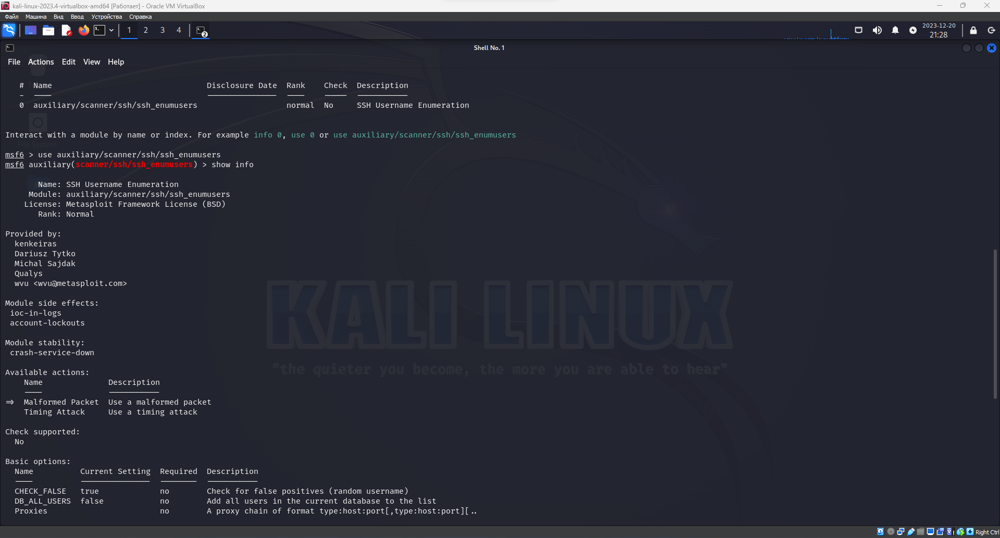 kali-linux-2023.4-virtualbox-amd64 [Работает] - Oracle VM VirtualBox
Файл Машина Вид Ввод Устройства Справка
1 2 3 4 2 2023-12-20
21:28
Shell No. 1
File Actions Edit View Help
# Name Disclosure Date Rank Check Description
- ---- --------------- ---- ----- -----------
0 auxiliary/scanner/ssh/ssh_enumusers normal No SSH Username Enumeration
Interact with a module by name or index. For example info 0, use 0 or use auxiliary/scanner/ssh/ssh_enumusers
File System
msf6 > use auxiliary/scanner/ssh/ssh_enumusers
msf6 auxiliary(scanner/ssh/ssh_enumusers) > show info
Name: SSH Username Enumeration
Module: auxiliary/scanner/ssh/ssh_enumusers
License: Metasploit Framework License (BSD)
Rank: Normal
Provided by:
kenkeiras
Dariusz Tytko
Michal Sajdak
Qualys
wvu <wvu@metasploit.com>
Module side effects:
ioc-in-logs
account-lockouts
Module stability:
crash-service-down
KALI LINUX
"the quieter you become, the more you are able to hear"
Available actions:
Name Description
---- -----------
=> Malformed Packet Use a malformed packet
Timing Attack Use a timing attack
Check supported:
No
Basic options:
Name Current Setting Required Description
---- --------------- -------- -----------
CHECK_FALSE true no Check for false positives (random username)
DB_ALL_USERS false no Add all users in the current database to the list
Proxies no A proxy chain of format type:host:port[,type:host:port][..
Right Ctrl